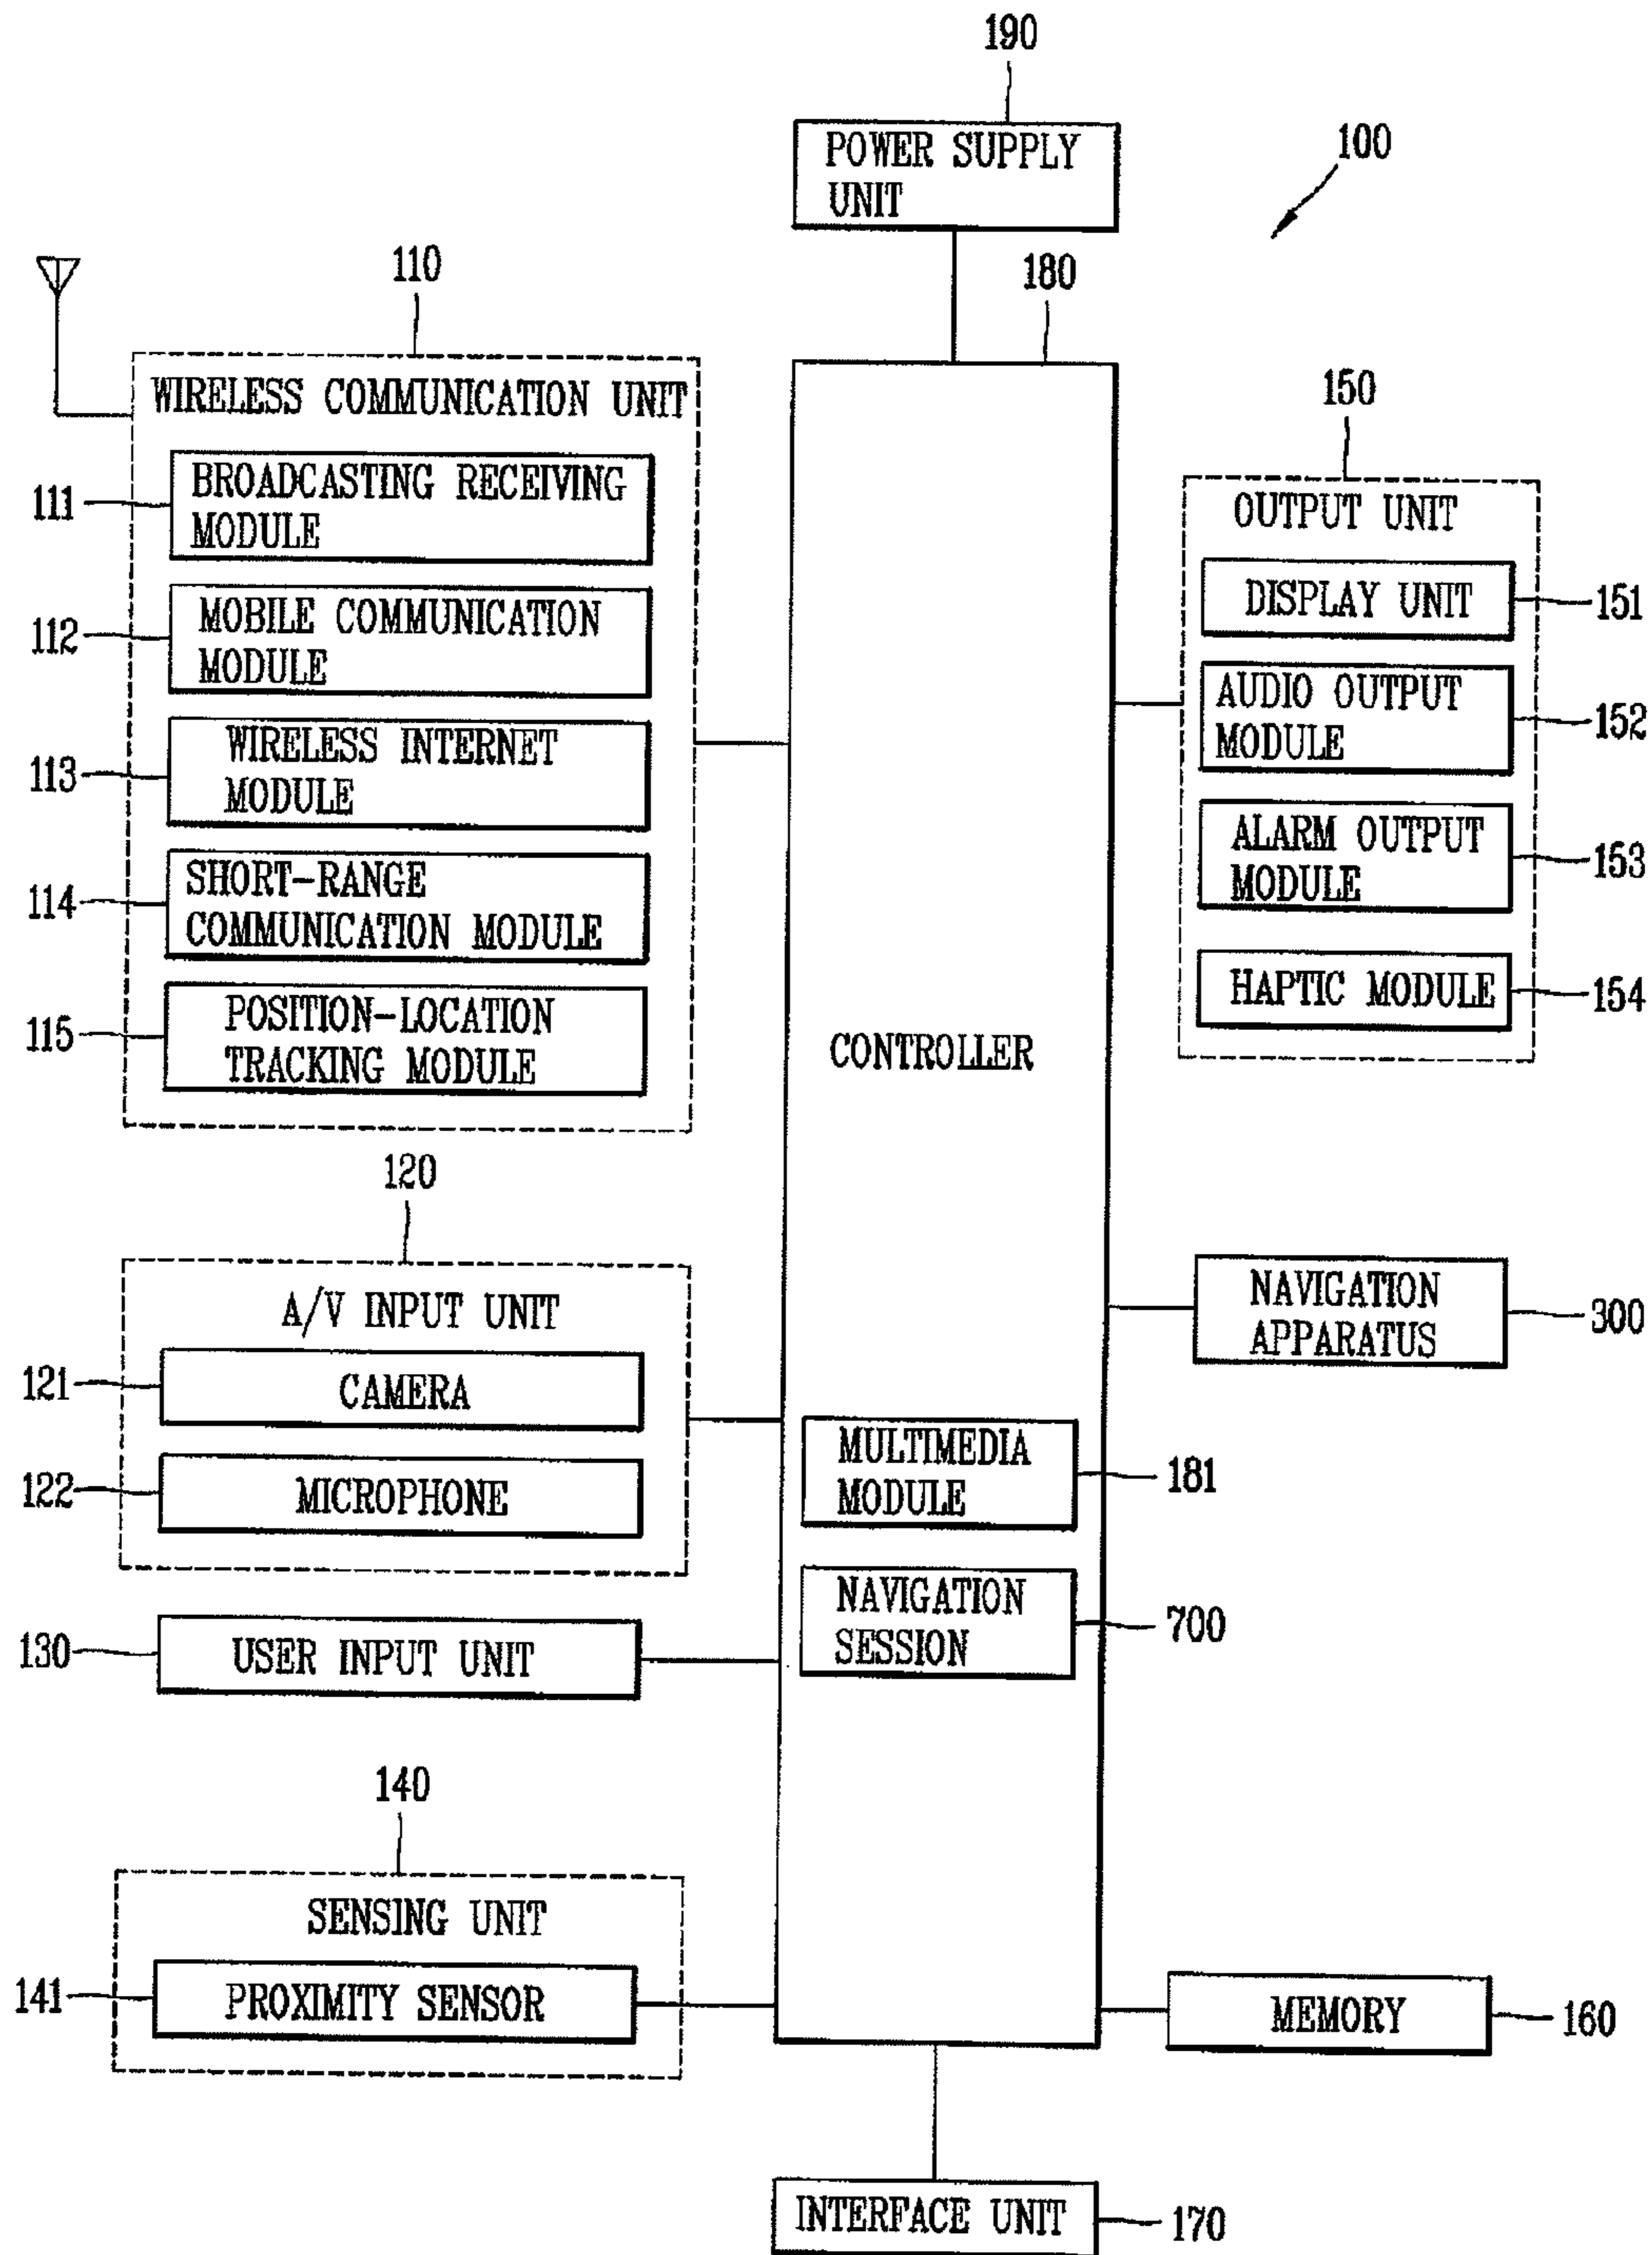 190
POWER SUPPLY
UNIT
100
110
180
WIRELESS COMMUNICATION UNIT
111
BROADCASTING RECEIVING
MODULE
112
MOBILE COMMUNICATION
MODULE
113
WIRELESS INTERNET
MODULE
114
SHORT-RANGE
COMMUNICATION MODULE
115
POSITION-LOCATION
TRACKING MODULE
150
OUTPUT UNIT
DISPLAY UNIT
151
AUDIO OUTPUT
MODULE
152
ALARM OUTPUT
MODULE
153
HAPTIC MODULE
154
CONTROLLER
120
A/V INPUT UNIT
121
CAMERA
122
MICROPHONE
NAVIGATION
APPARATUS
300
MULTIMEDIA
MODULE
181
NAVIGATION
SESSION
700
130
USER INPUT UNIT
140
SENSING UNIT
141
PROXIMITY SENSOR
MEMORY
160
INTERFACE UNIT
170